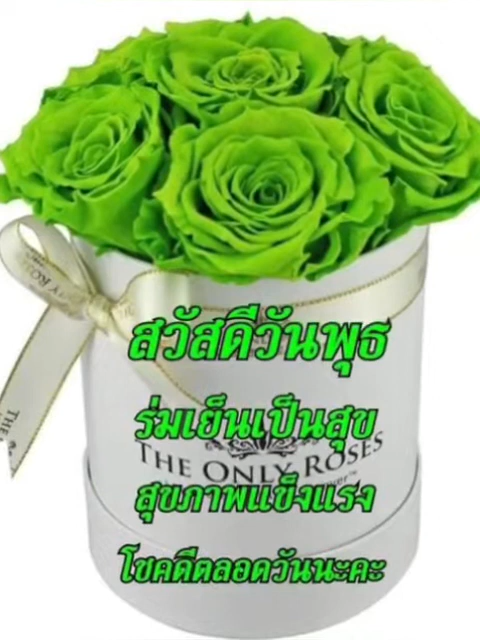 สวัสดีวันพุธ
ร่มเย็นเป็นสุข
THE ONLY ROSES
สุขภาพแข็งแรง
โชคดีตลอดวันนะคะ
THE